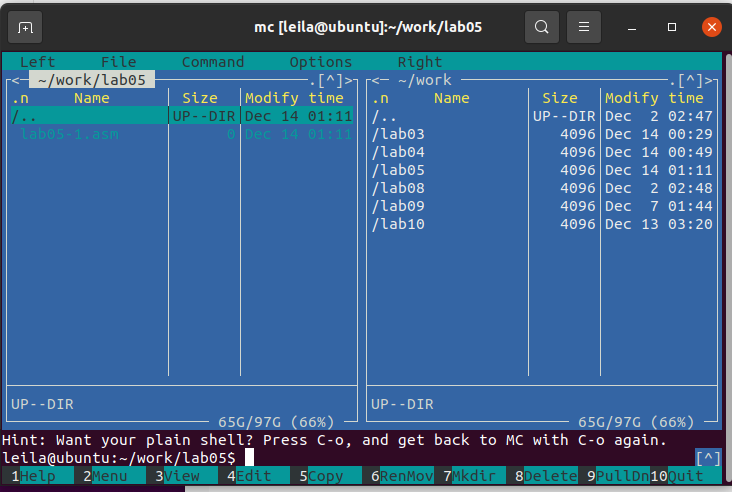 mc [leila@ubuntu]:~/work/lab05
Left File Command Options Right
<─ ~/work/lab05 ─.[^]>
.n Name Size Modify time
/.. UP--DIR Dec 14 01:11
lab05-1.asm 0 Dec 14 01:11
UP--DIR
65G/97G (66%)
<─ ~/work ─.[^]>
.n Name Size Modify time
/.. UP--DIR Dec 2 02:47
/lab03 4096 Dec 14 00:29
/lab04 4096 Dec 14 00:49
/lab05 4096 Dec 14 01:11
/lab08 4096 Dec 2 02:48
/lab09 4096 Dec 7 01:44
/lab10 4096 Dec 13 03:20
UP--DIR
65G/97G (66%)
Hint: Want your plain shell? Press C-o, and get back to MC with C-o again.
leila@ubuntu:~/work/lab05$ [^]
1Help 2Menu 3View 4Edit 5Copy 6RenMov 7Mkdir 8Delete 9PullDn 10Quit